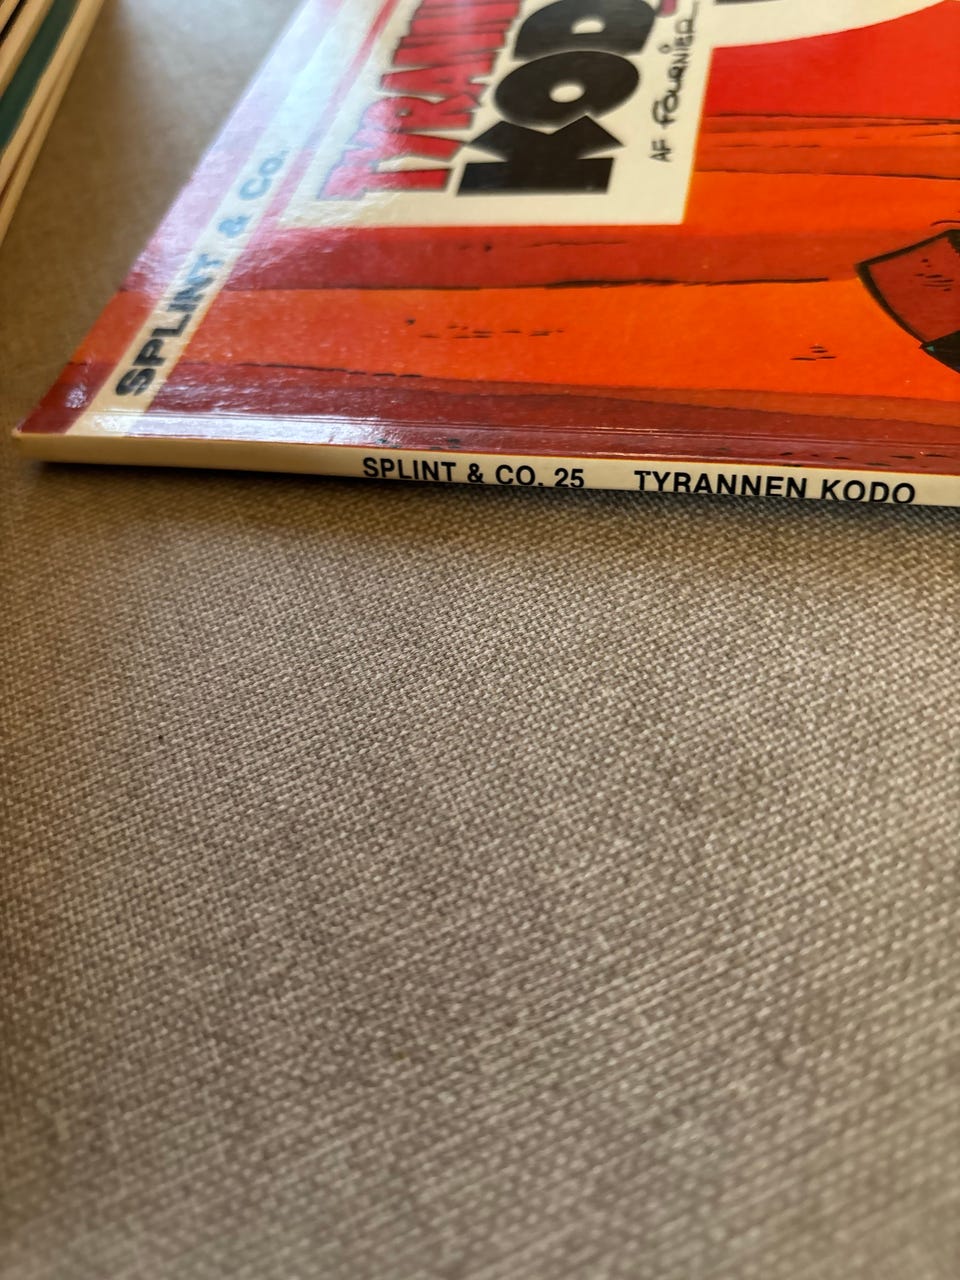 SPLINT & Co.
KODO
AF FOURNIER
SPLINT & CO. 25 TYRANNEN KODO